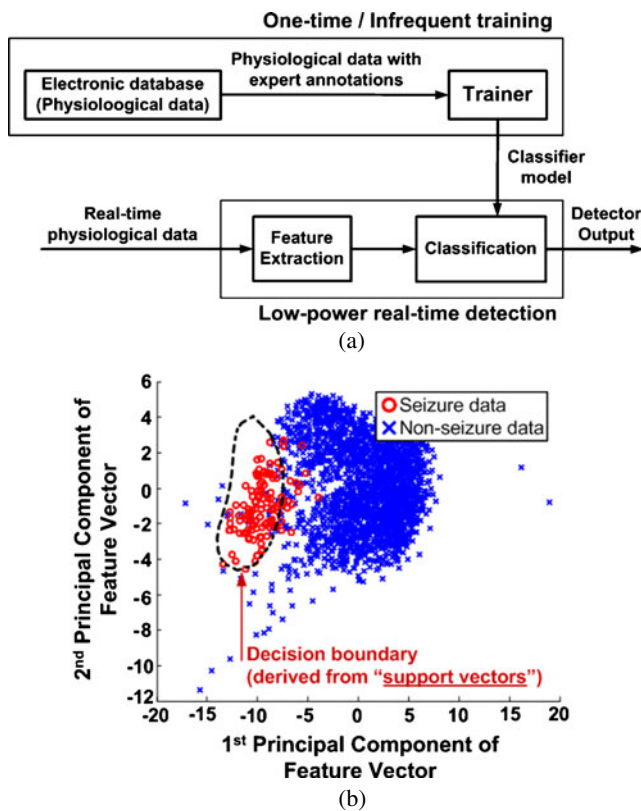 One-time / Infrequent training
Physiological data with
expert annotations
Electronic database
(Physioloogical data)
Trainer
Classifier
model
Real-time
physiological data
Feature
Extraction
Classification
Detector
Output
Low-power real-time detection
(a)
2nd Principal Component of
Feature Vector
6
4
2
0
-2
-4
-6
-8
-10
-12
Seizure data
Non-seizure data
Decision boundary
(derived from “support vectors”)
-20
-15
-10
-5
0
5
10
15
20
1st Principal Component of
Feature Vector
(b)